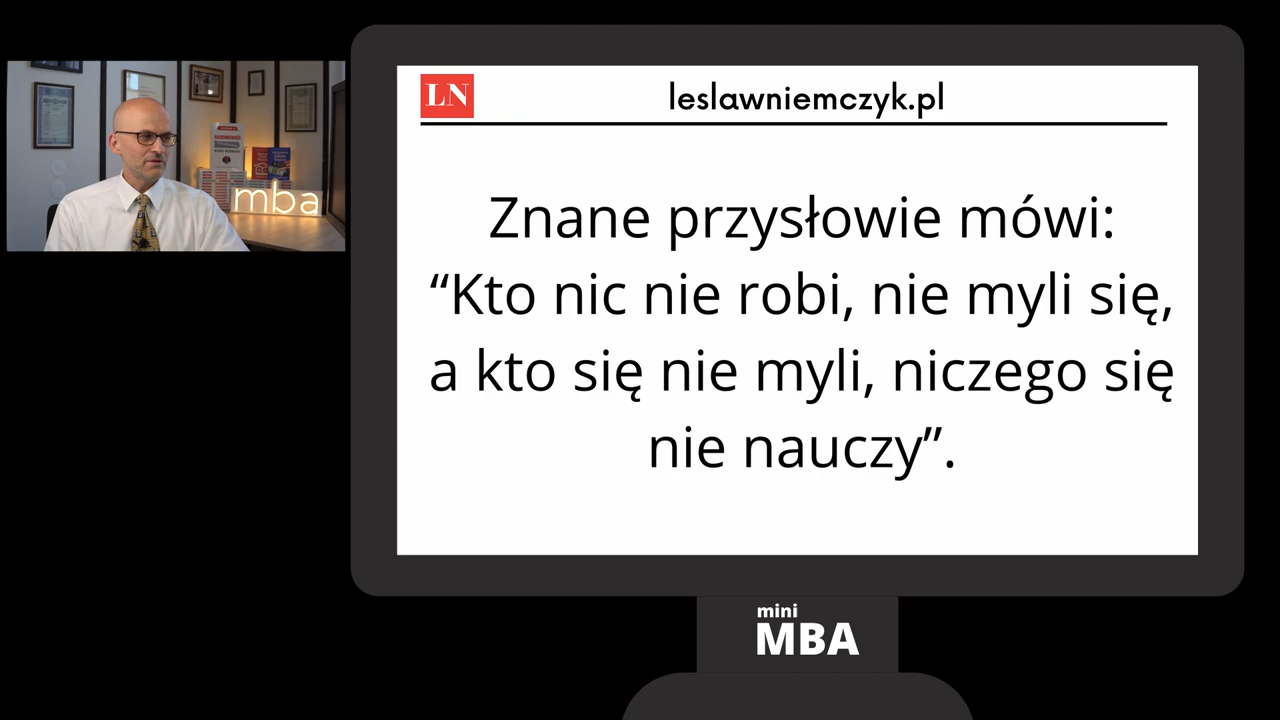 mba
LN
leslawniemczyk.pl
Znane przysłowie mówi:
“Kto nic nie robi, nie myli się,
a kto się nie myli, niczego się
nie nauczy”.
mini
MBA